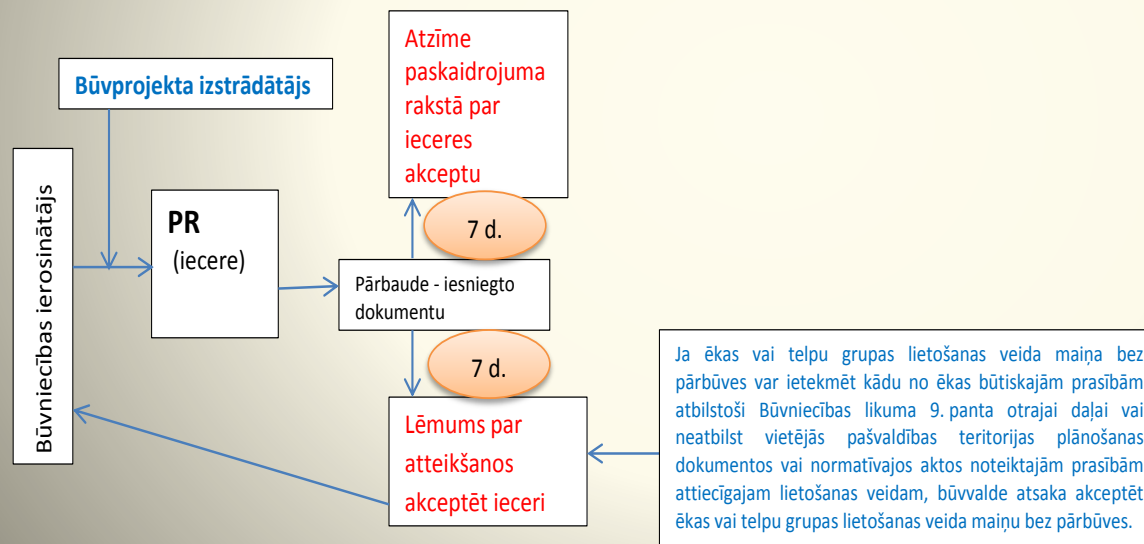 Būvprojekta izstrādātājs
Būvniecības ierosinātājs
PR
(iecere)
Atzīme
paskaidrojuma
rakstā par
ieceres
akceptu
7 d.
Pārbaude - iesniegto
dokumentu
7 d.
Lēmums par
atteikšanos
akceptēt ieceri
Ja ēkas vai telpu grupas lietošanas veida maiņa bez
pārbūves var ietekmēt kādu no ēkas būtiskajām prasībām
atbilstoši Būvniecības likuma 9. panta otrajai daļai vai
neatbilst vietējās pašvaldības teritorijas plānošanas
dokumentos vai normatīvajos aktos noteiktajām prasībām
attiecīgajam lietošanas veidam, būvvalde atsaka akceptēt
ēkas vai telpu grupas lietošanas veida maiņu bez pārbūves.